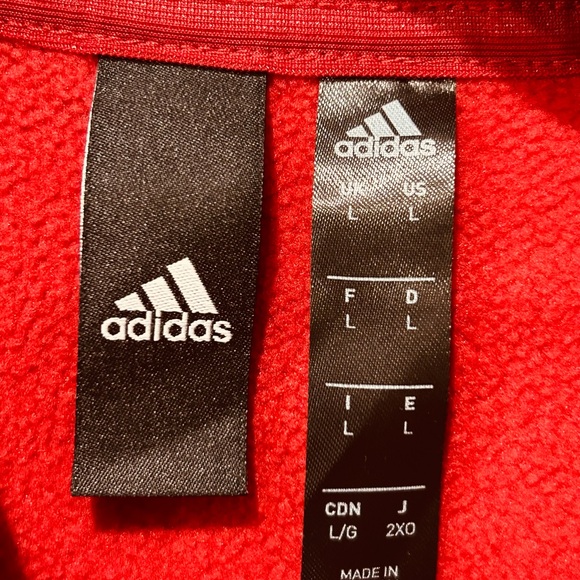 adidas
adidas
UK US
L L
F D
L L
I E
L L
CDN J
L/G 2XO
MADE IN